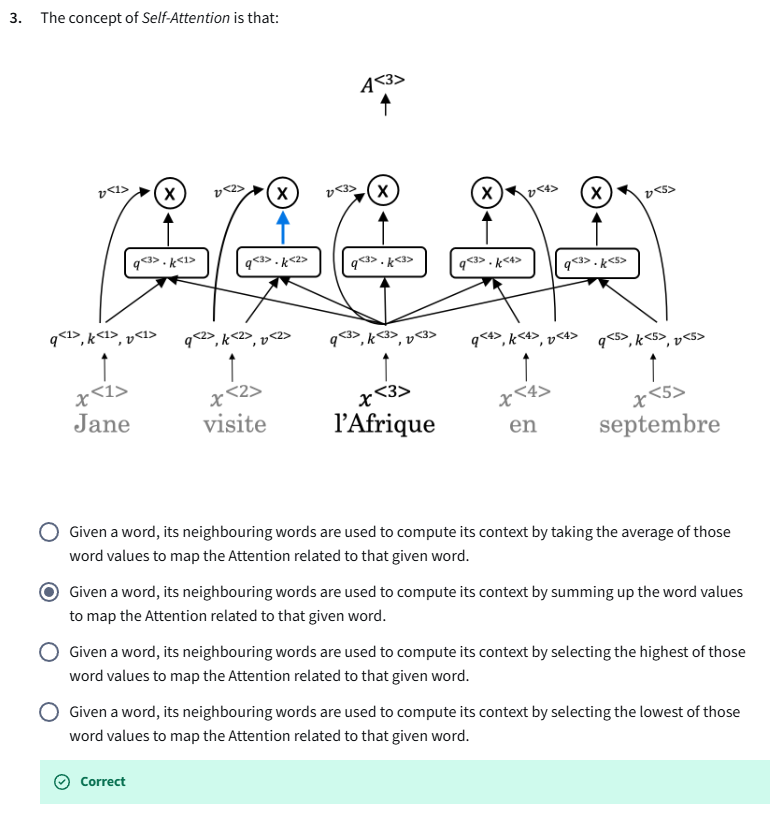 3. The concept of Self-Attention is that:
A<3>
v<1> X v<2> X v<3> X X v<4> X v<5>
q<3> · k<1> q<3> · k<2> q<3> · k<3> q<3> · k<4> q<3> · k<5>
q<1>, k<1>, v<1> q<2>, k<2>, v<2> q<3>, k<3>, v<3> q<4>, k<4>, v<4> q<5>, k<5>, v<5>
x<1> x<2> x<3> x<4> x<5>
Jane visite l'Afrique en septembre
Given a word, its neighbouring words are used to compute its context by taking the average of those
word values to map the Attention related to that given word.
Given a word, its neighbouring words are used to compute its context by summing up the word values
to map the Attention related to that given word.
Given a word, its neighbouring words are used to compute its context by selecting the highest of those
word values to map the Attention related to that given word.
Given a word, its neighbouring words are used to compute its context by selecting the lowest of those
word values to map the Attention related to that given word.
Correct